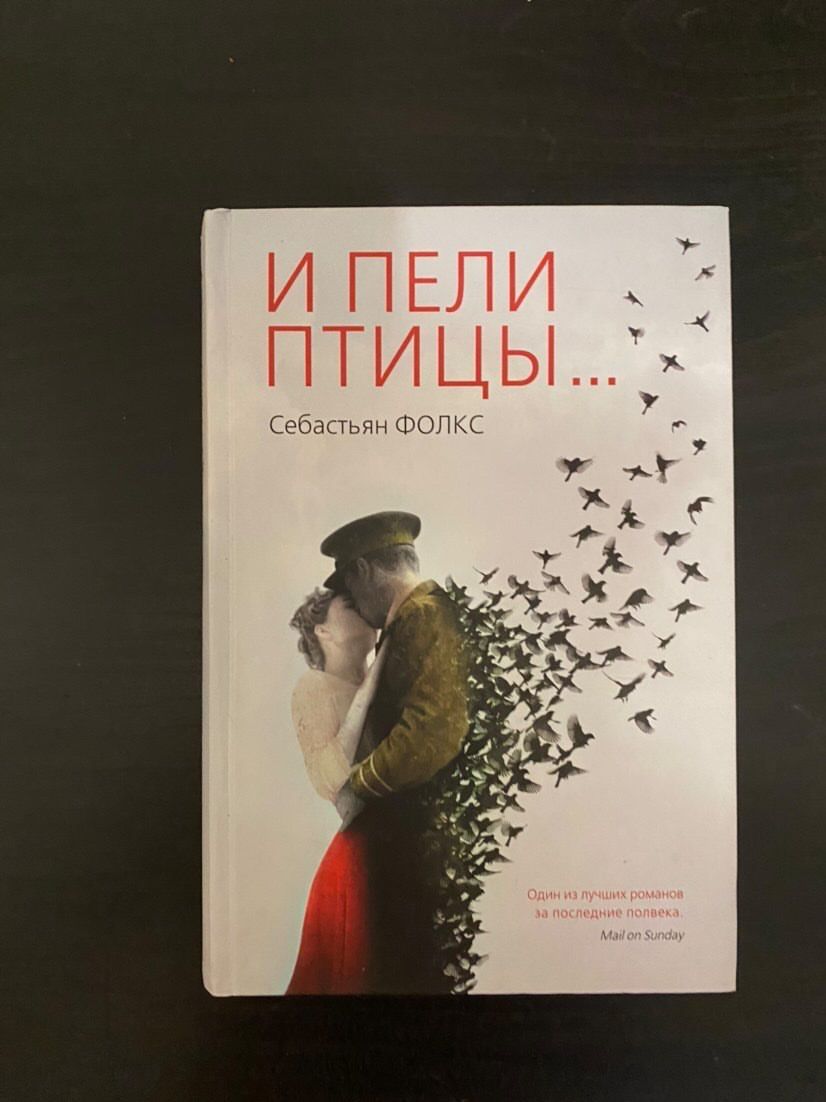 И ПЕЛИ
ПТИЦЫ...
Себастьян ФОЛКС
Один из лучших романов
за последние полвека.
Mail on Sunday